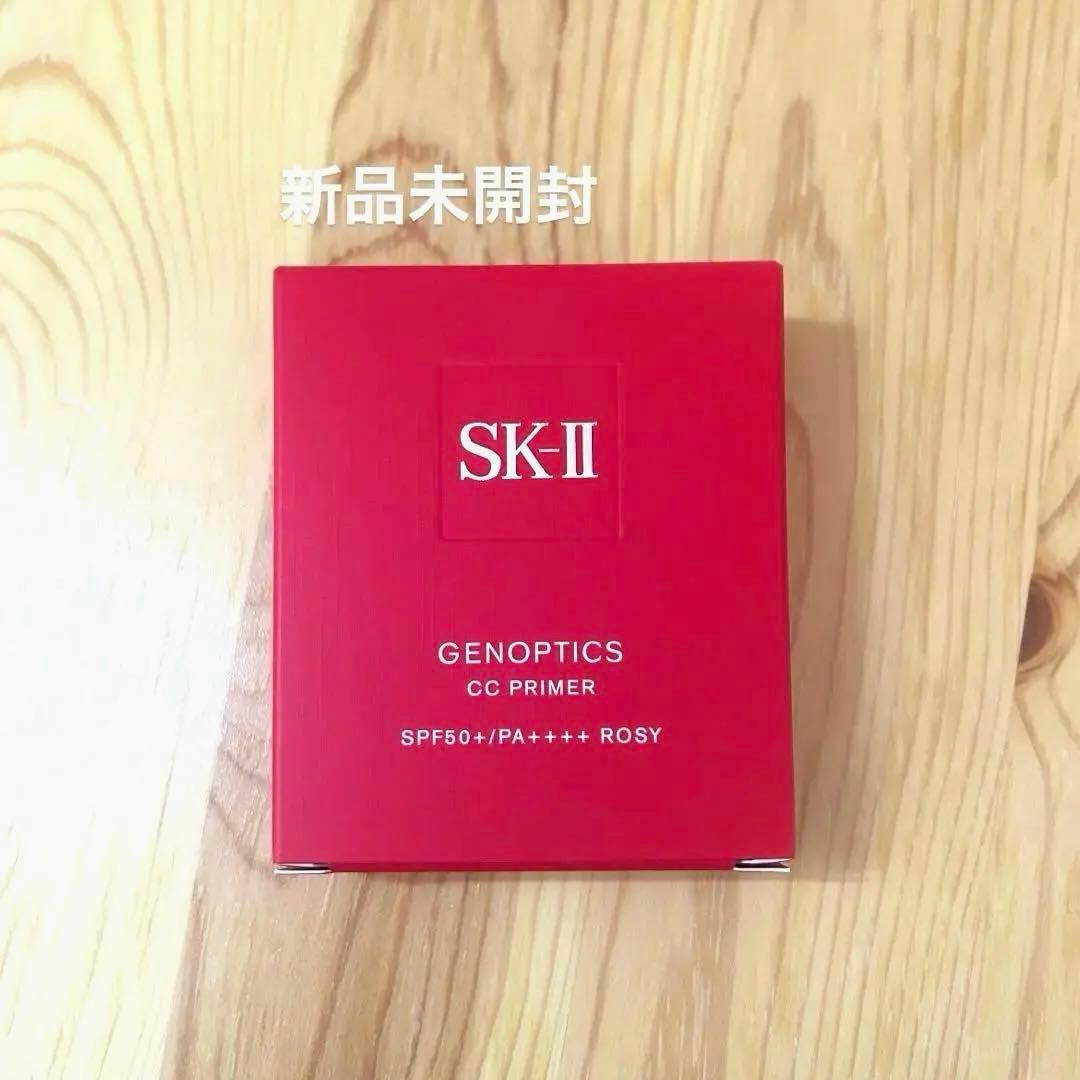 新品未開封
SK-II
GENOPTICS
CC PRIMER
SPF50+/PA++++ ROSY